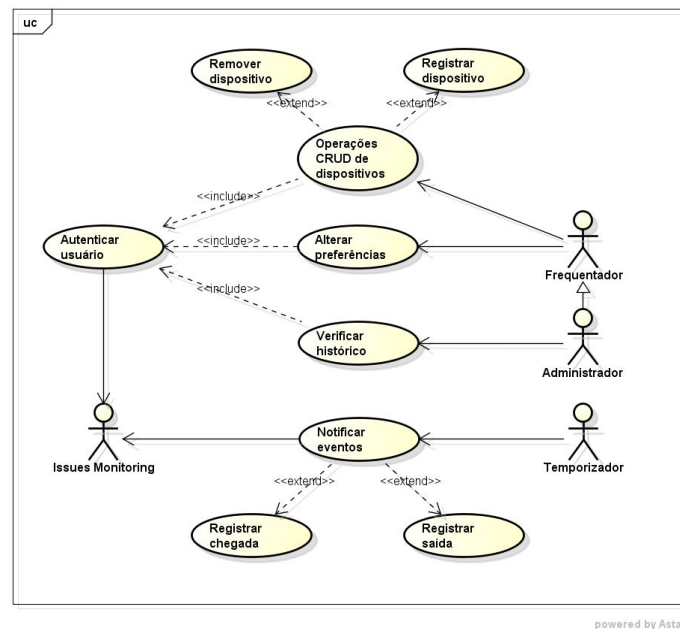 uc
Remover
dispositivo
Registrar
dispositivo
<<extend>>
<<extend>>
Operações
CRUD de
dispositivos
<<include>>
Autenticar
usuário
<<include>>
Alterar
preferências
Frequentador
<<include>>
Verificar
histórico
Administrador
Issues Monitoring
Notificar
eventos
Temporizador
<<extend>>
<<extend>>
Registrar
chegada
Registrar
saída
powered by Asta